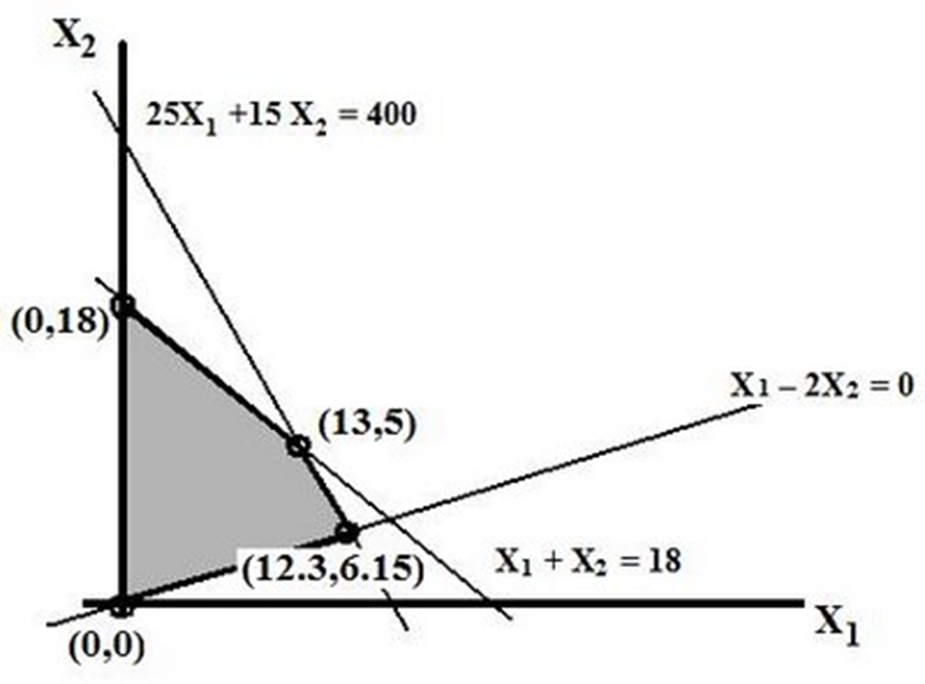 X₂
25X₁ +15 X₂ = 400
(0,18)
X₁ – 2X₂ = 0
(13,5)
X₁ + X₂ = 18
(12.3,6.15)
X₁
(0,0)